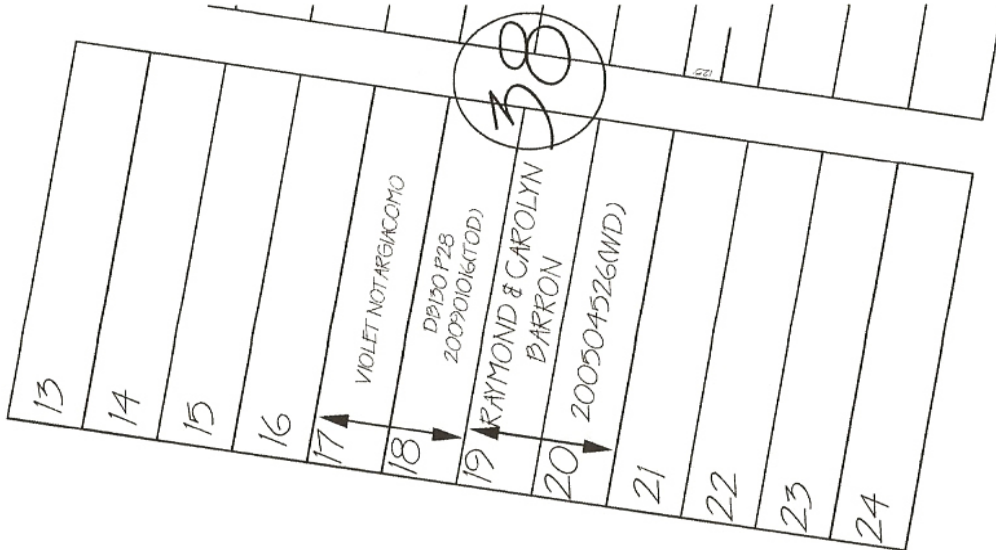 38
VIOLET NOTARGIACOMO
DB130 P28
200901016(TOD)
RAYMOND & CAROLYN
BARRON
200504526(WD)
13
14
15
16
17
18
19
20
21
22
23
24